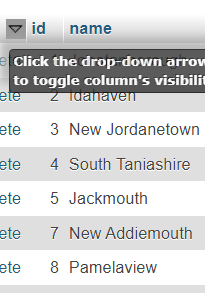 id name
Click the drop-down arrow
to toggle column's visibilit
ete 2 Idahaven
ete 3 New Jordanetown
ete 4 South Taniashire
ete 5 Jackmouth
ete 7 New Addiemouth
ete 8 Pamelaview